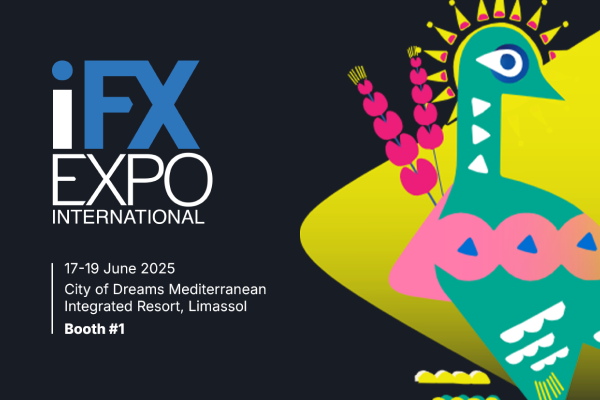 iFX
EXPO
INTERNATIONAL
17-19 June 2025
City of Dreams Mediterranean
Integrated Resort, Limassol
Booth #1